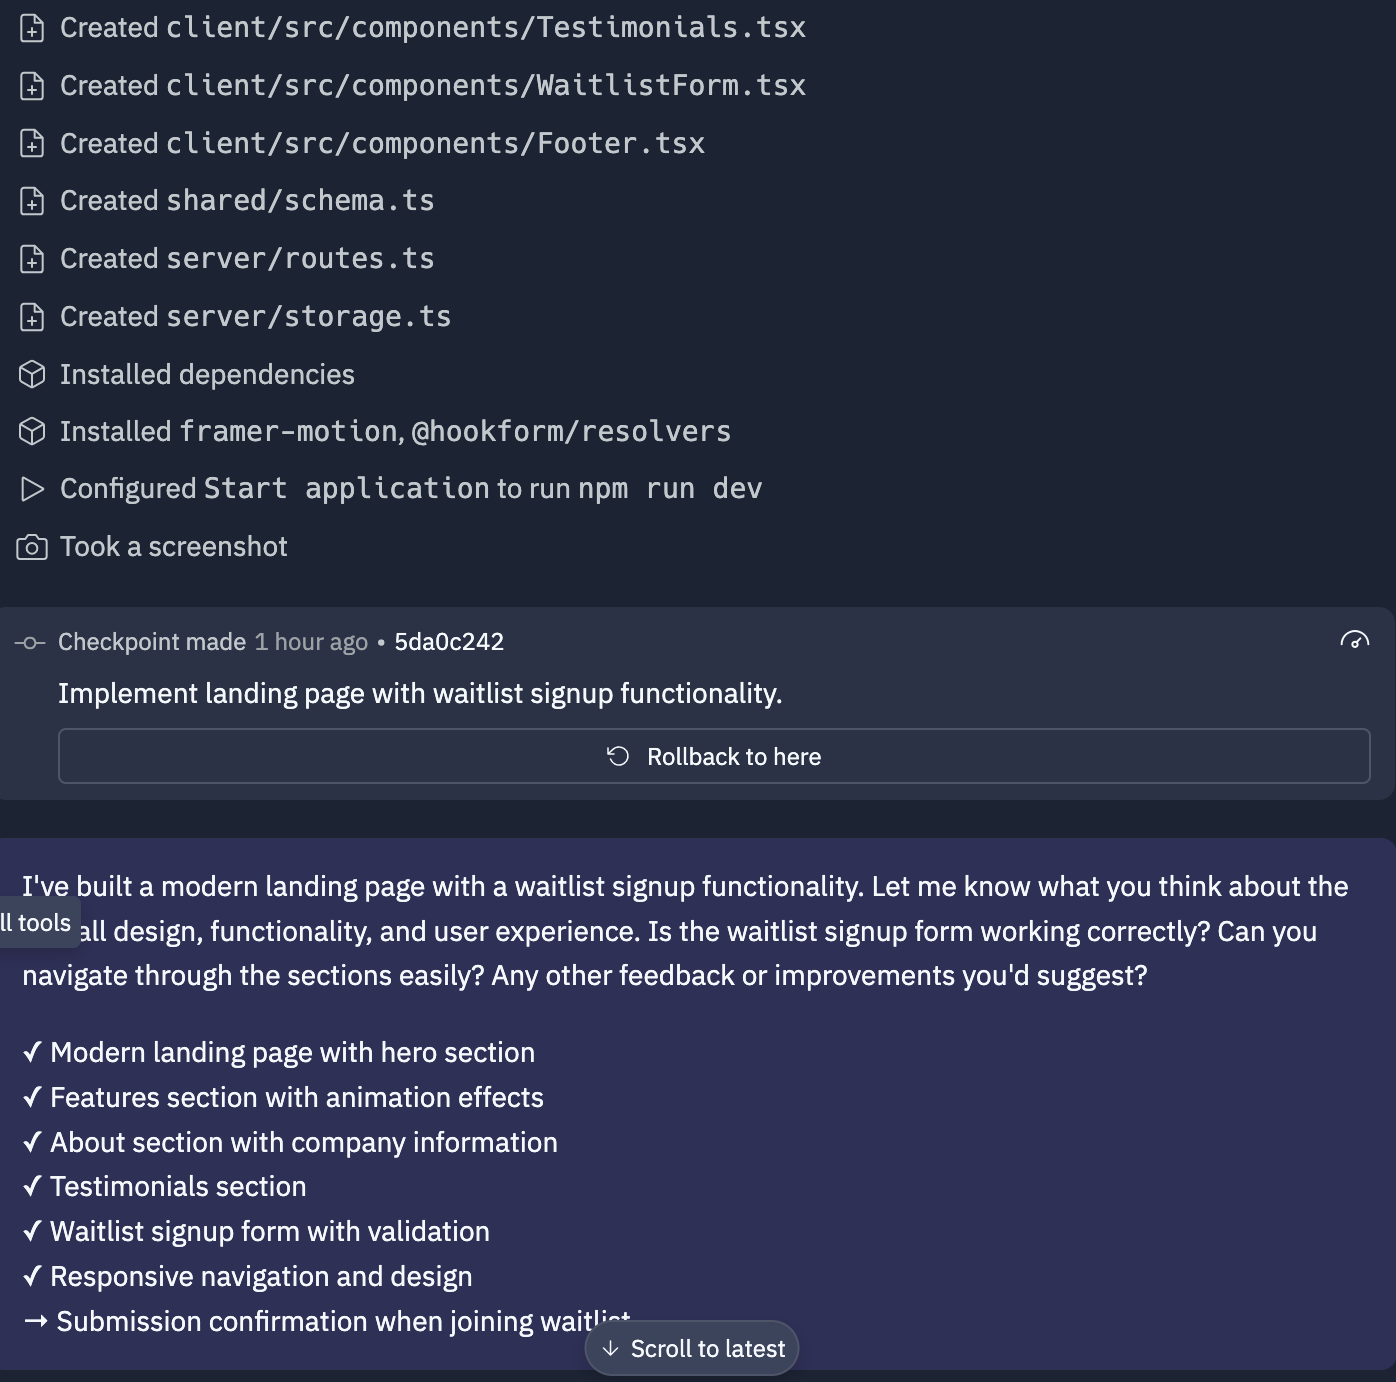 Created client/src/components/Testimonials.tsx
Created client/src/components/WaitlistForm.tsx
Created client/src/components/Footer.tsx
Created shared/schema.ts
Created server/routes.ts
Created server/storage.ts
Installed dependencies
Installed framer-motion, @hookform/resolvers
Configured Start application to run npm run dev
Took a screenshot
Checkpoint made 1 hour ago • 5da0c242
Implement landing page with waitlist signup functionality.
Rollback to here
I've built a modern landing page with a waitlist signup functionality. Let me know what you think about the
ll tools
all design, functionality, and user experience. Is the waitlist signup form working correctly? Can you
navigate through the sections easily? Any other feedback or improvements you'd suggest?
✓ Modern landing page with hero section
✓ Features section with animation effects
✓ About section with company information
✓ Testimonials section
✓ Waitlist signup form with validation
✓ Responsive navigation and design
→ Submission confirmation when joining waitlist
↓ Scroll to latest